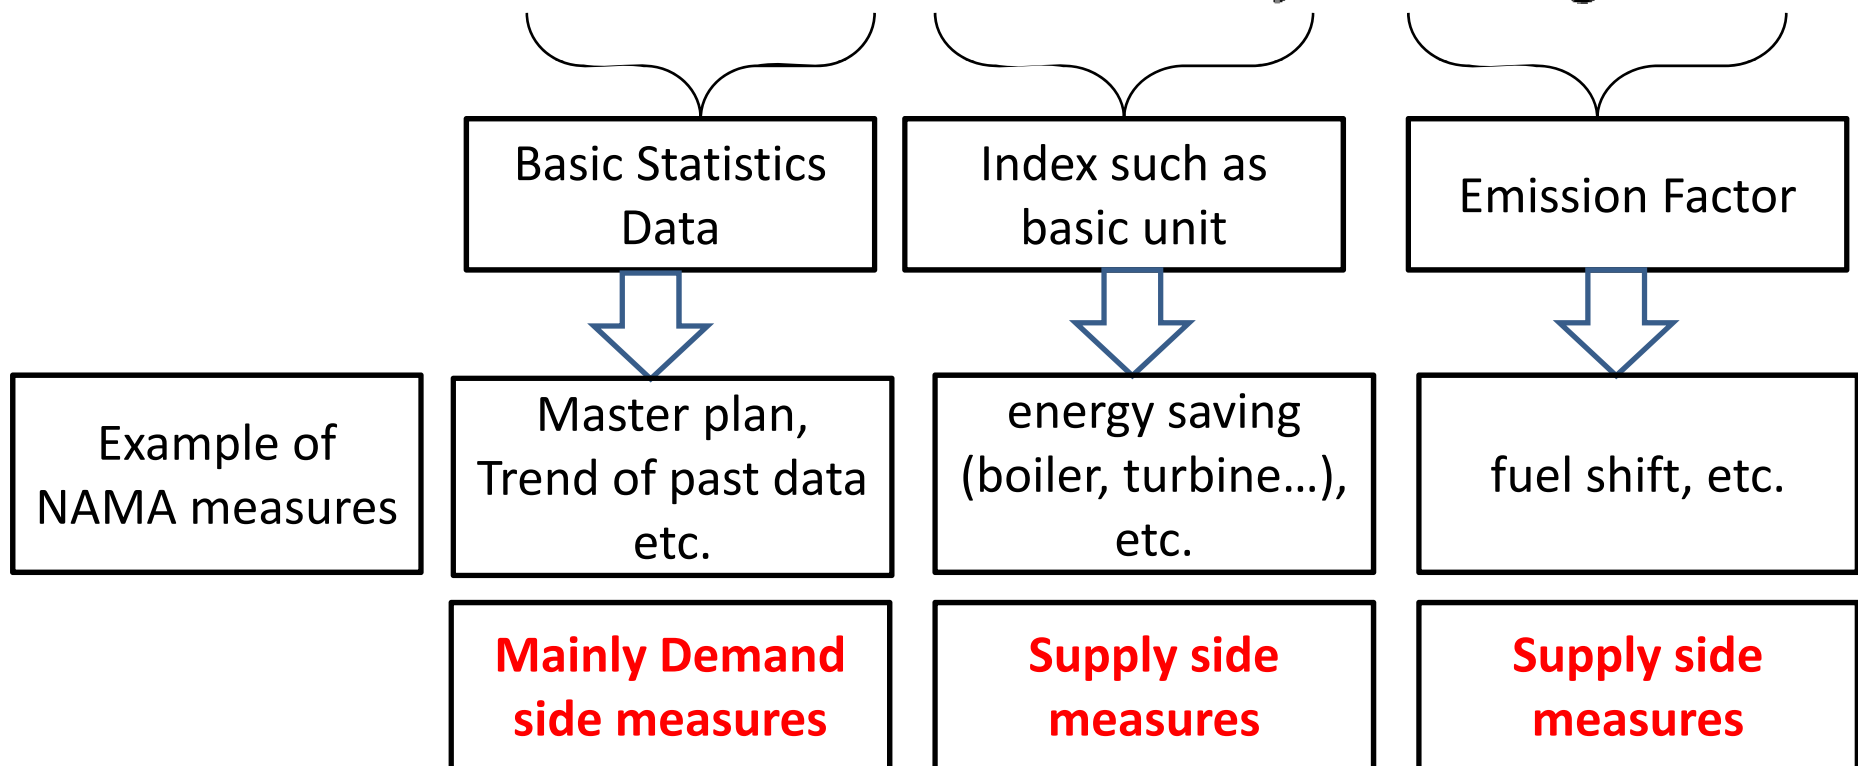 Basic Statistics
Data
Index such as
basic unit
Emission Factor
Example of
NAMA measures
Master plan,
Trend of past data
etc.
energy saving
(boiler, turbine…),
etc.
fuel shift, etc.
Mainly Demand
side measures
Supply side
measures
Supply side
measures